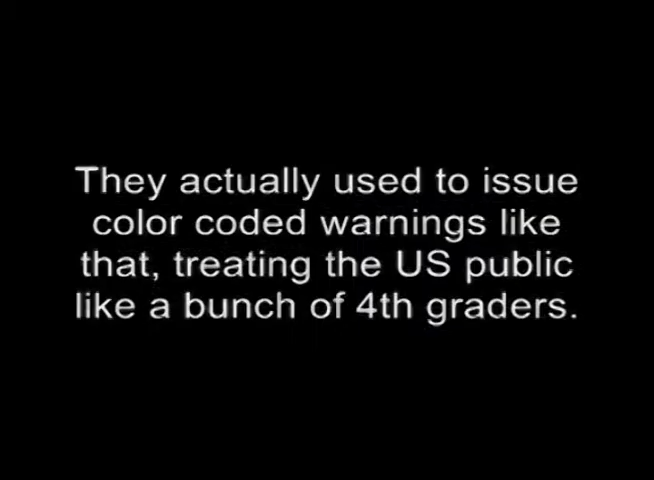 They actually used to issue
color coded warnings like
that, treating the US public
like a bunch of 4th graders.